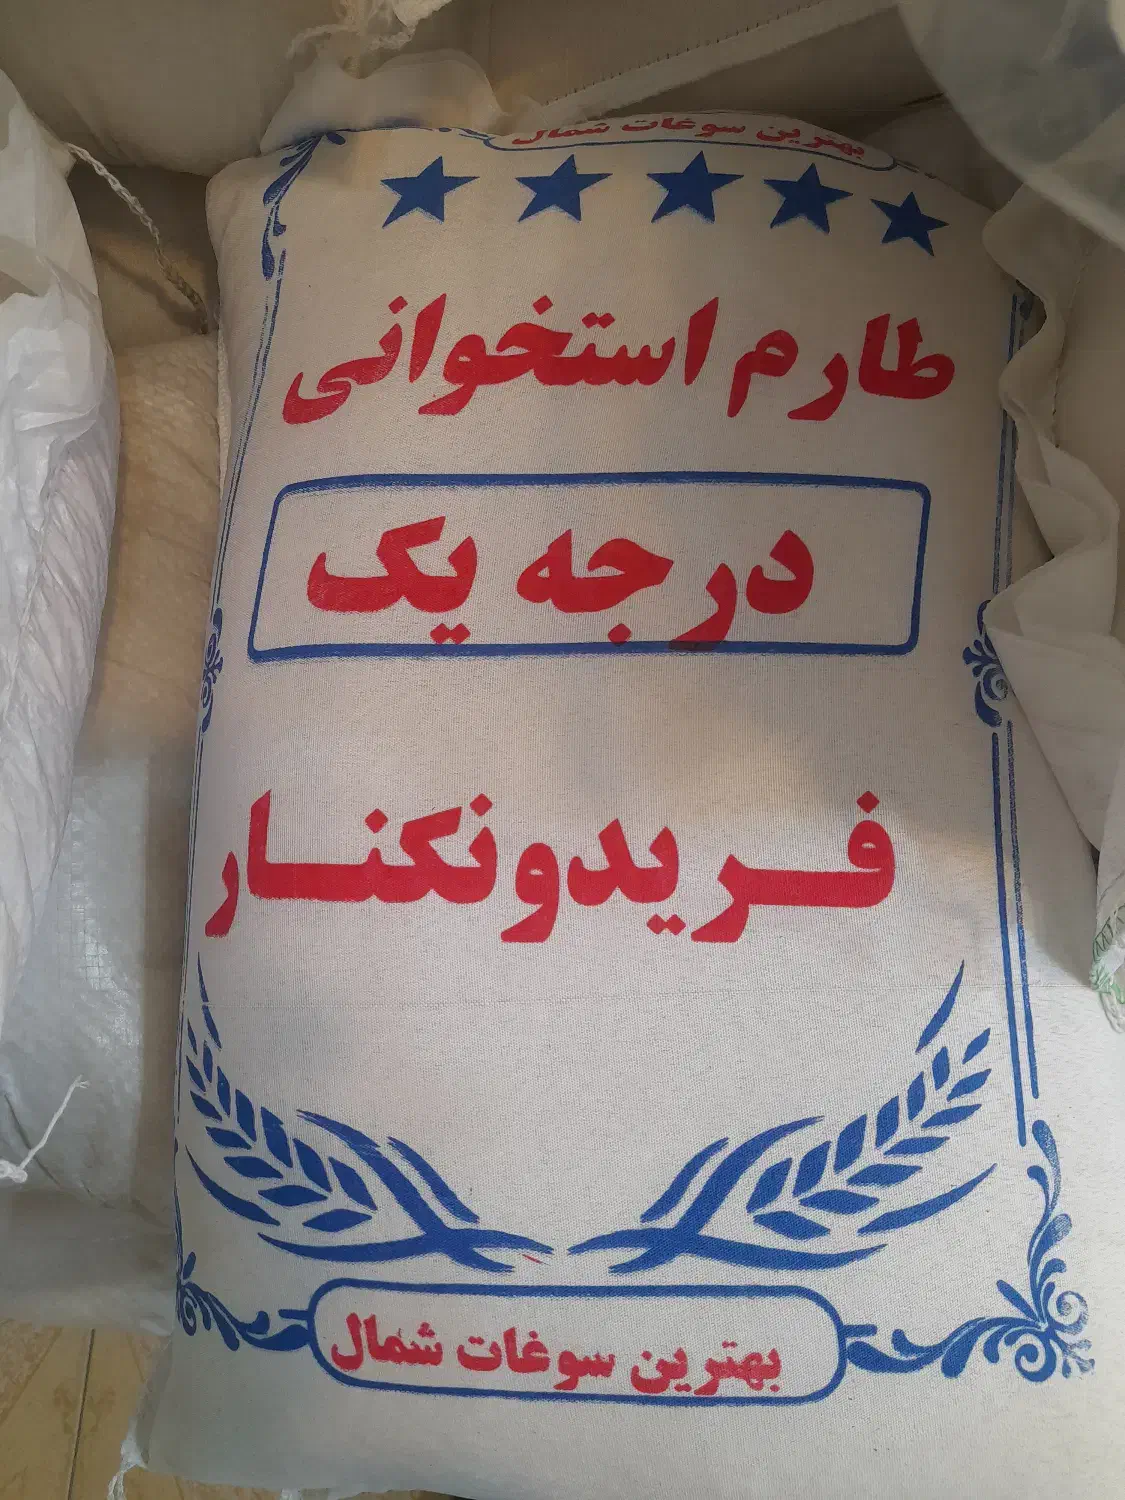 بهترین سوغات شمال
طارم استخوانی
درجه یک
فریدونکنار
بهترین سوغات شمال